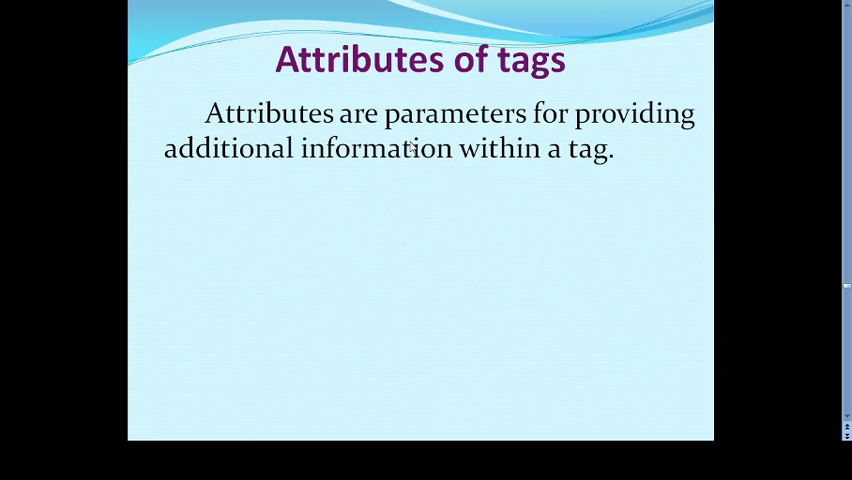 Attributes of tags
Attributes are parameters for providing
additional information within a tag.